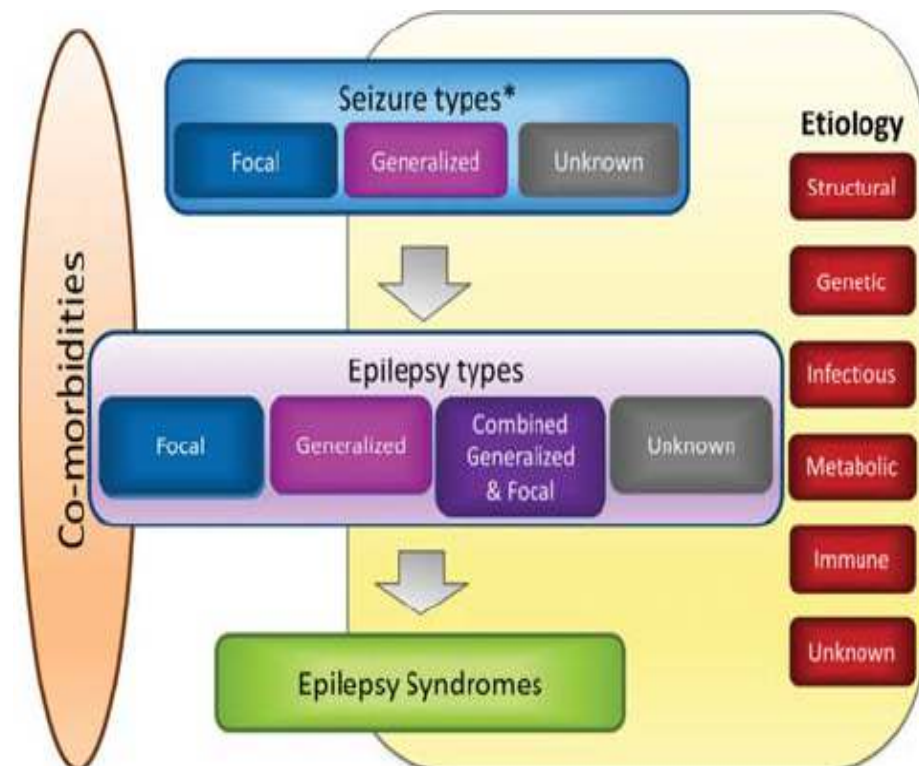 Co-morbidities
Seizure types*
Focal
Generalized
Unknown
Epilepsy types
Focal
Generalized
Combined
Generalized
& Focal
Unknown
Epilepsy Syndromes
Etiology
Structural
Genetic
Infectious
Metabolic
Immune
Unknown